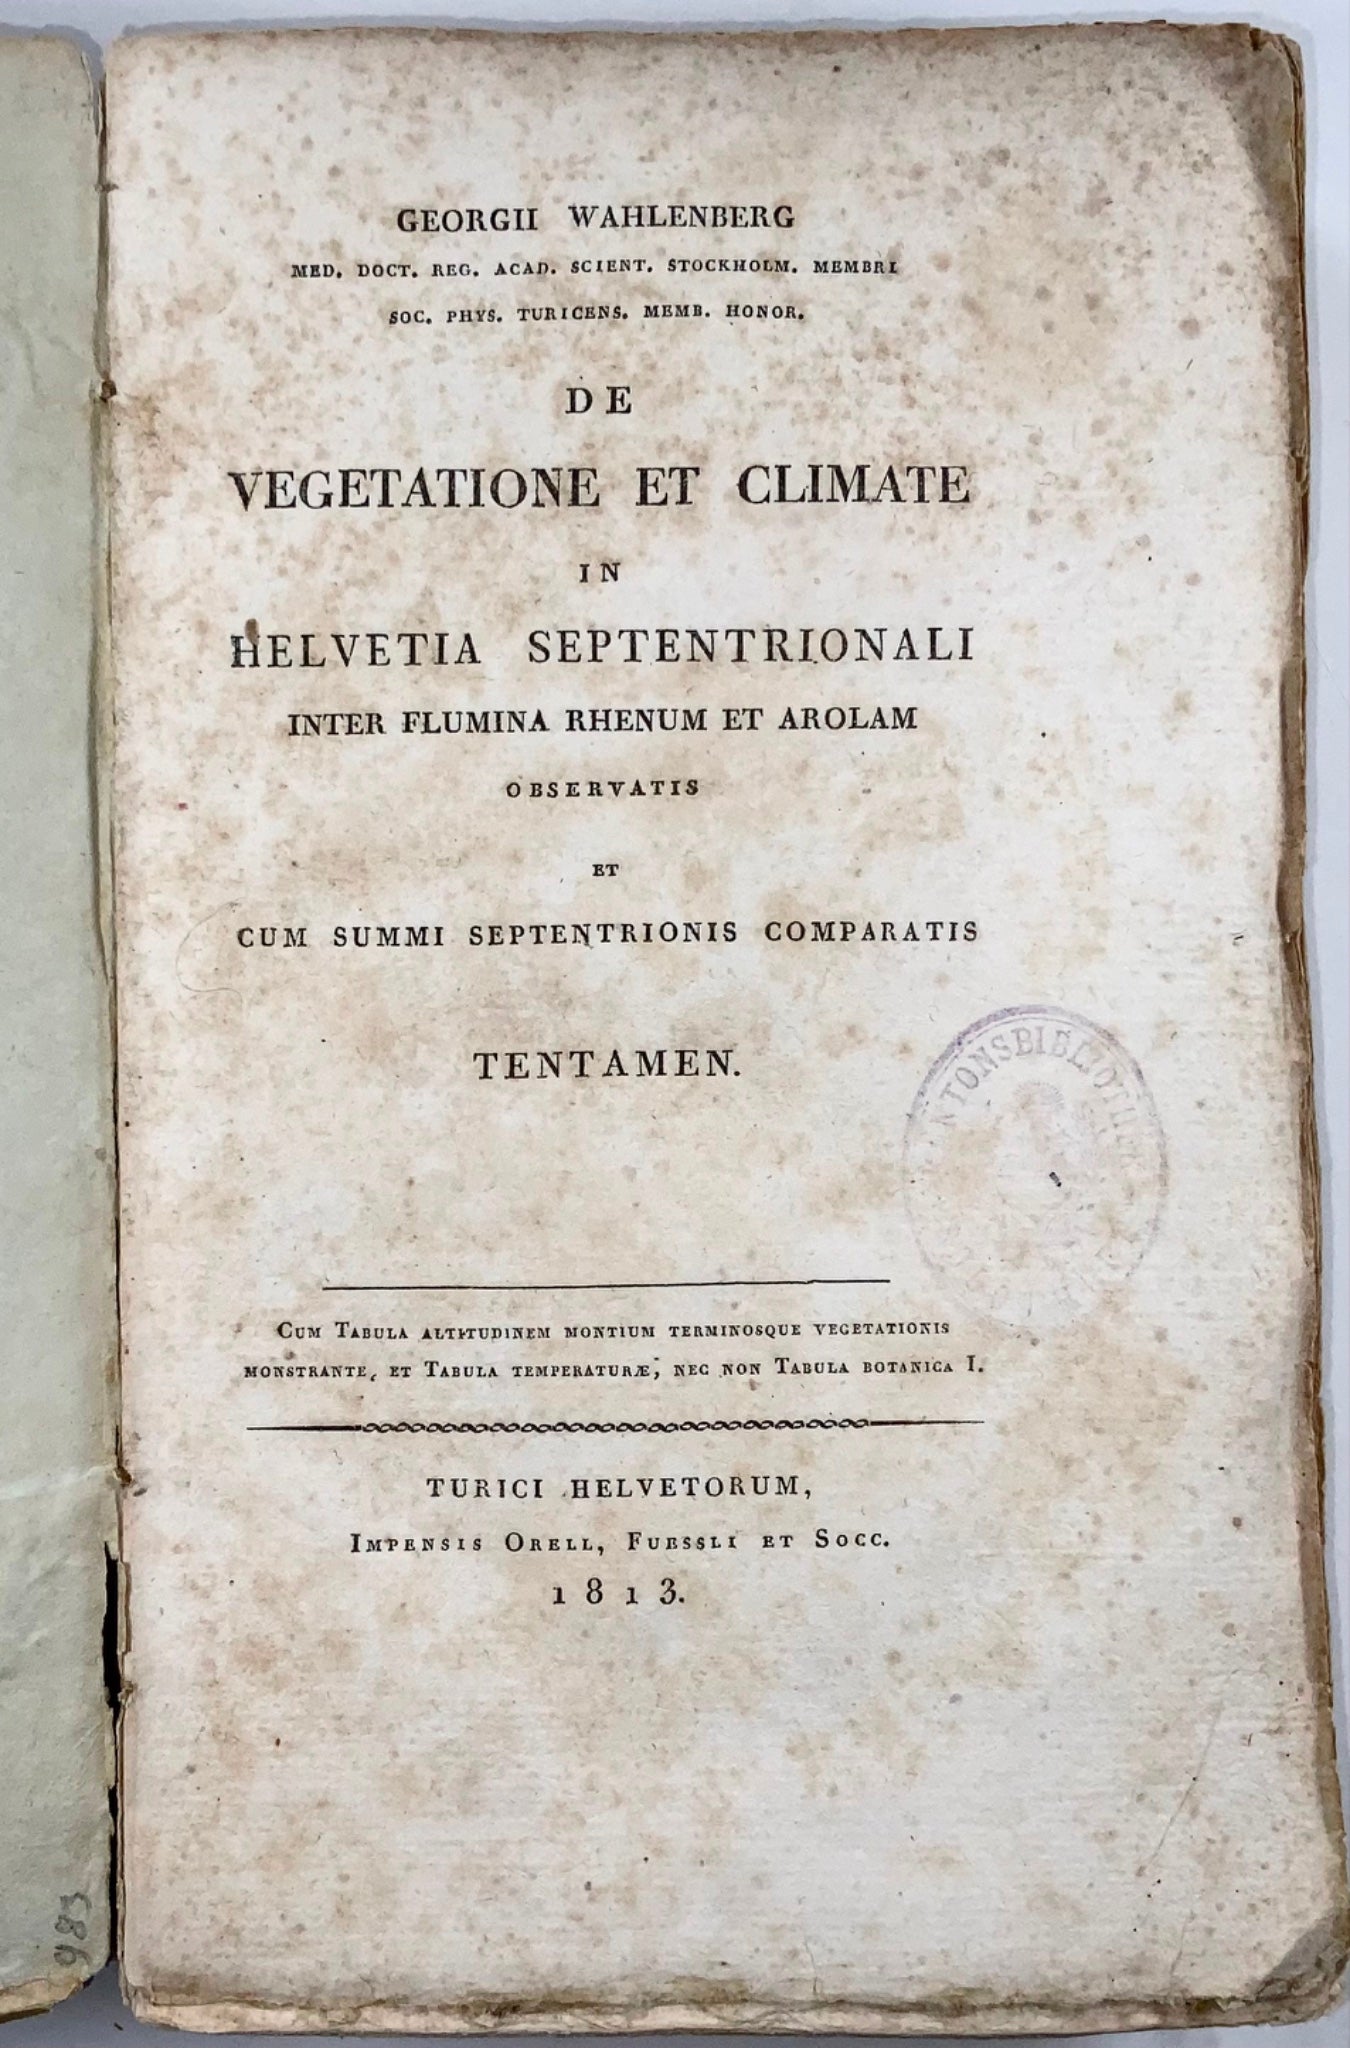 GEORGII WAHLENBERG
MED. DOCT. REG. ACAD. SCIENT. STOCKHOLM. MEMBRI
SOC. PHYS. TURICENS. MEMB. HONOR.
DE
VEGETATIONE ET CLIMATE
IN
HELVETIA SEPTENTRIONALI
INTER FLUMINA RHENUM ET AROLAM
OBSERVATIS
ET
CUM SUMMI SEPTENTRIONIS COMPARATIS
TENTAMEN.
NTONSBIBLIOTH
CUM TABULA ALTITUDINEM MONTIUM TERMINOSQUE VEGETATIONIS
MONSTRANTE, ET TABULA TEMPERATURÆ, NEC NON TABULA BOTANICA I.
TURICI HELVETORUM,
IMPENSIS ORELL, FUESSLI ET SOCC.
1813.
983